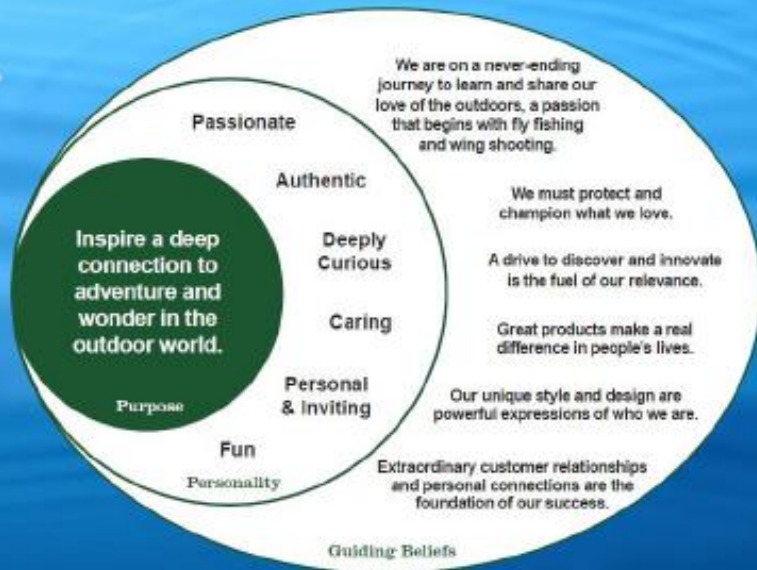 Inspire a deep
connection to
adventure and
wonder in the
outdoor world.
Purpose
Passionate
Authentic
Deeply
Curious
Caring
Personal
& Inviting
Fun
Personality
We are on a never-ending
journey to learn and share our
love of the outdoors, a passion
that begins with fly fishing
and wing shooting.
We must protect and
champion what we love.
A drive to discover and innovate
is the fuel of our relevance.
Great products make a real
difference in people's lives.
Our unique style and design are
powerful expressions of who we are.
Extraordinary customer relationships
and personal connections are the
foundation of our success.
Guiding Beliefs